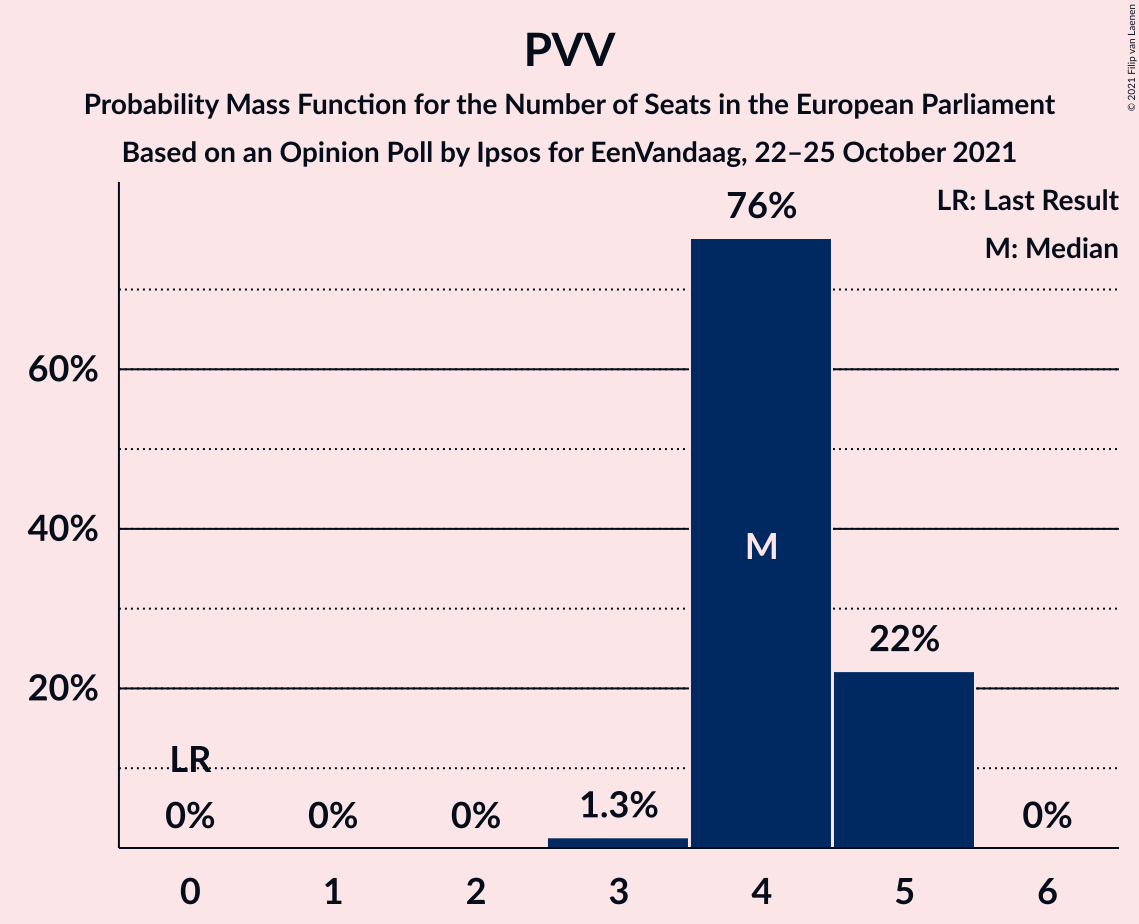 PVV
Probability Mass Function for the Number of Seats in the European Parliament
Based on an Opinion Poll by Ipsos for EenVandaag, 22–25 October 2021
© 2021 Filip van Laenen
LR: Last Result
M: Median
76%
60%
40%
M
22%
20%
LR
0%
0%
0%
1.3%
0%
0
1
2
3
4
5
6